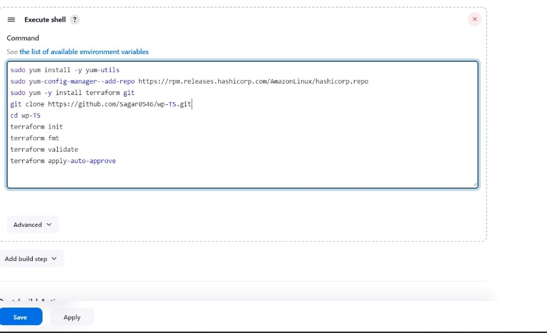 Execute shell ?
Command
See the list of available environment variables
sudo yum install -y yum-utils
sudo yum-config-manager--add-repo https://rpm.releases.hashicorp.com/AmazonLinux/hashicorp.repo
sudo yum -y install terraform git
git clone https://github.com/Sagar0546/wp-TS.git
cd wp-TS
terraform init
terraform fmt
terraform validate
terraform apply-auto-approve
Advanced
Add build step
Save
Apply